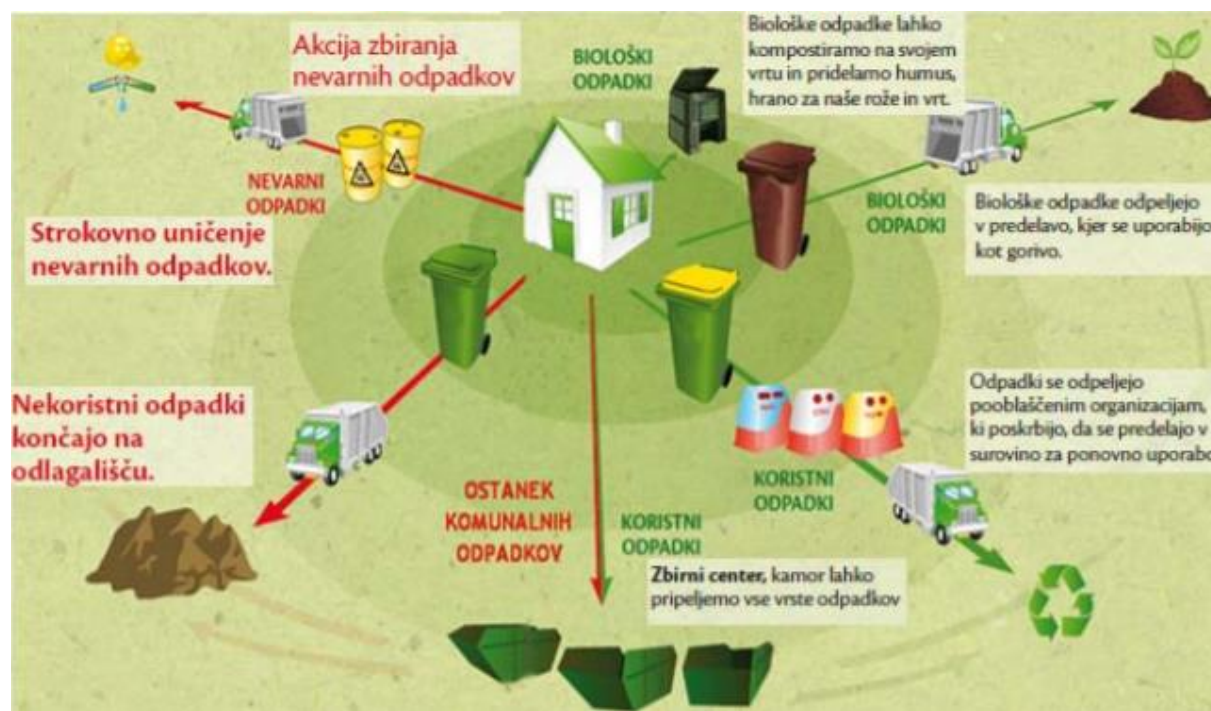 Akcija zbiranja
nevarnih odpadkov
BIOLOŠKI
ODPADKI
Biološke odpadke lahko
kompostiramo na svojem
vrtu in pridelamo humus,
hrano za naše rože in vrt.
NEVARNI
ODPADKI
Strokovno uničenje
nevarnih odpadkov.
BIOLOŠKI
ODPADKI
Biološke odpadke odpeljejo
v predelavo, kjer se uporabijo
kot gorivo.
Nekoristni odpadki
končajo na
odlagališču.
Odpadki se odpeljejo
pooblaščenim organizacijam,
ki poskrbijo, da se predelajo v
surovino za ponovno uporabo
KORISTNI
ODPADKI
OSTANEK
KOMUNALNIH
ODPADKOV
KORISTNI
ODPADKI
Zbirni center, kamor lahko
pripeljemo vse vrste odpadkov